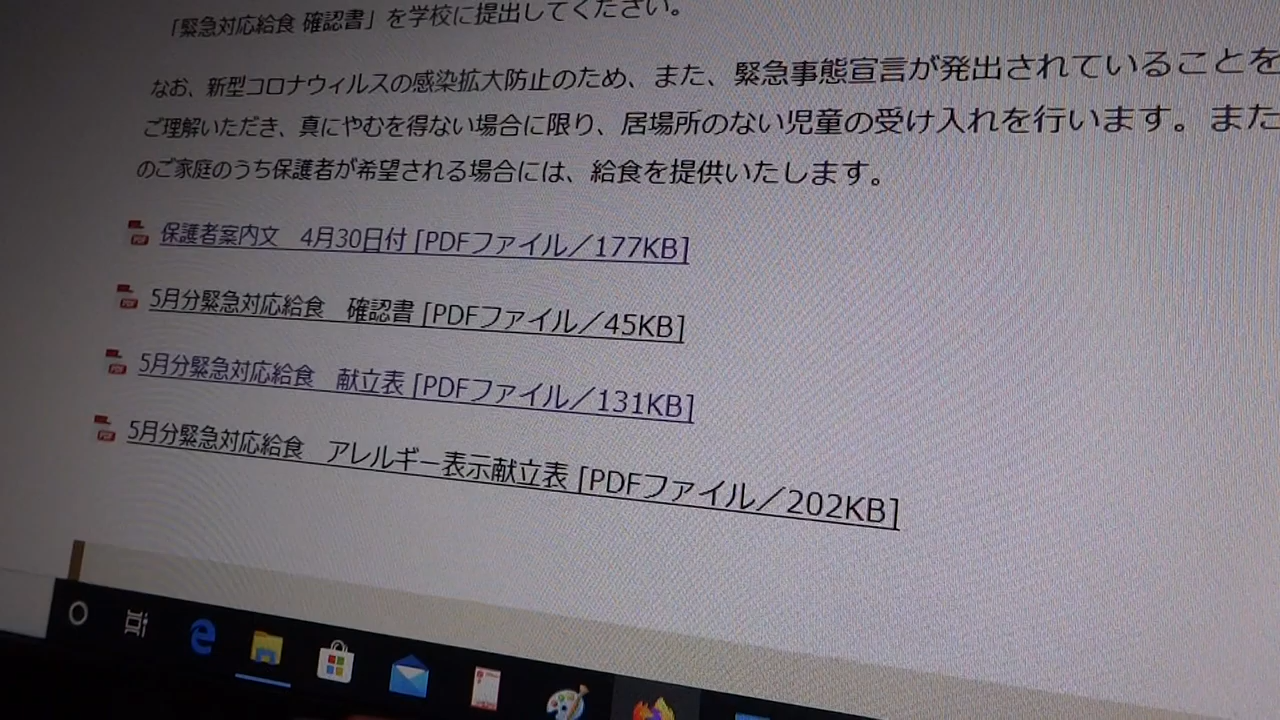 「緊急対応給食 確認書」を学校に提出してください。
なお、新型コロナウィルスの感染拡大防止のため、また、緊急事態宣言が発出されていることを
ご理解いただき、真にやむを得ない場合に限り、居場所のない児童の受け入れを行います。また
のご家庭のうち保護者が希望される場合には、給食を提供いたします。
保護者案内文　4月30日付 [PDFファイル／177KB]
5月分緊急対応給食　確認書 [PDFファイル／45KB]
5月分緊急対応給食　献立表 [PDFファイル／131KB]
5月分緊急対応給食　アレルギー表示献立表 [PDFファイル／202KB]